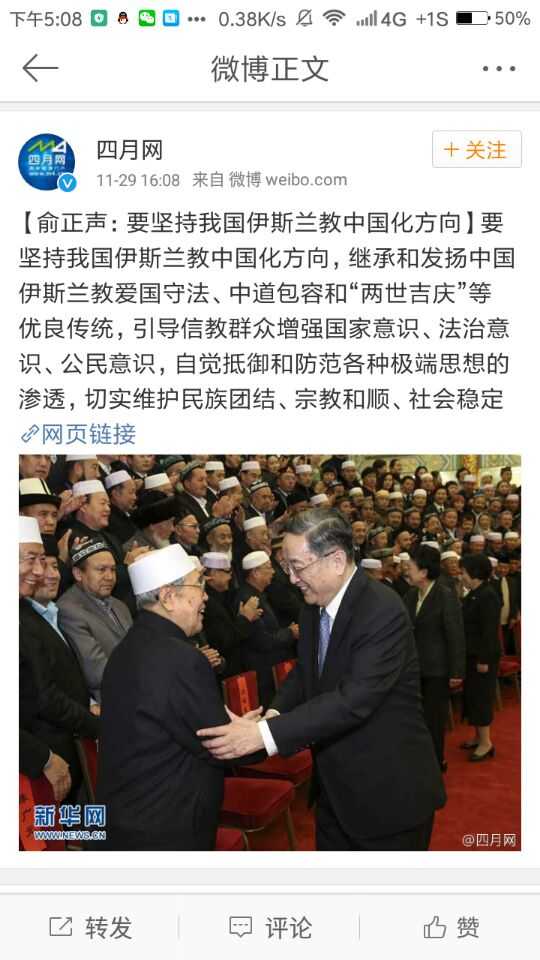 下午5:08
0.38K/s
4G
+1S
50%
微博正文
四月网
四月网
+ 关注
11-29 16:08 来自 微博 weibo.com
【俞正声:要坚持我国伊斯兰教中国化方向】要
坚持我国伊斯兰教中国化方向,继承和发扬中国
伊斯兰教爱国守法、中道包容和“两世吉庆”等
优良传统,引导信教群众增强国家意识、法治意
识、公民意识,自觉抵御和防范各种极端思想的
渗透,切实维护民族团结、宗教和顺、社会稳定
网页链接
新华网
WWW.NEWS.CN
@四月网
转发
评论
赞